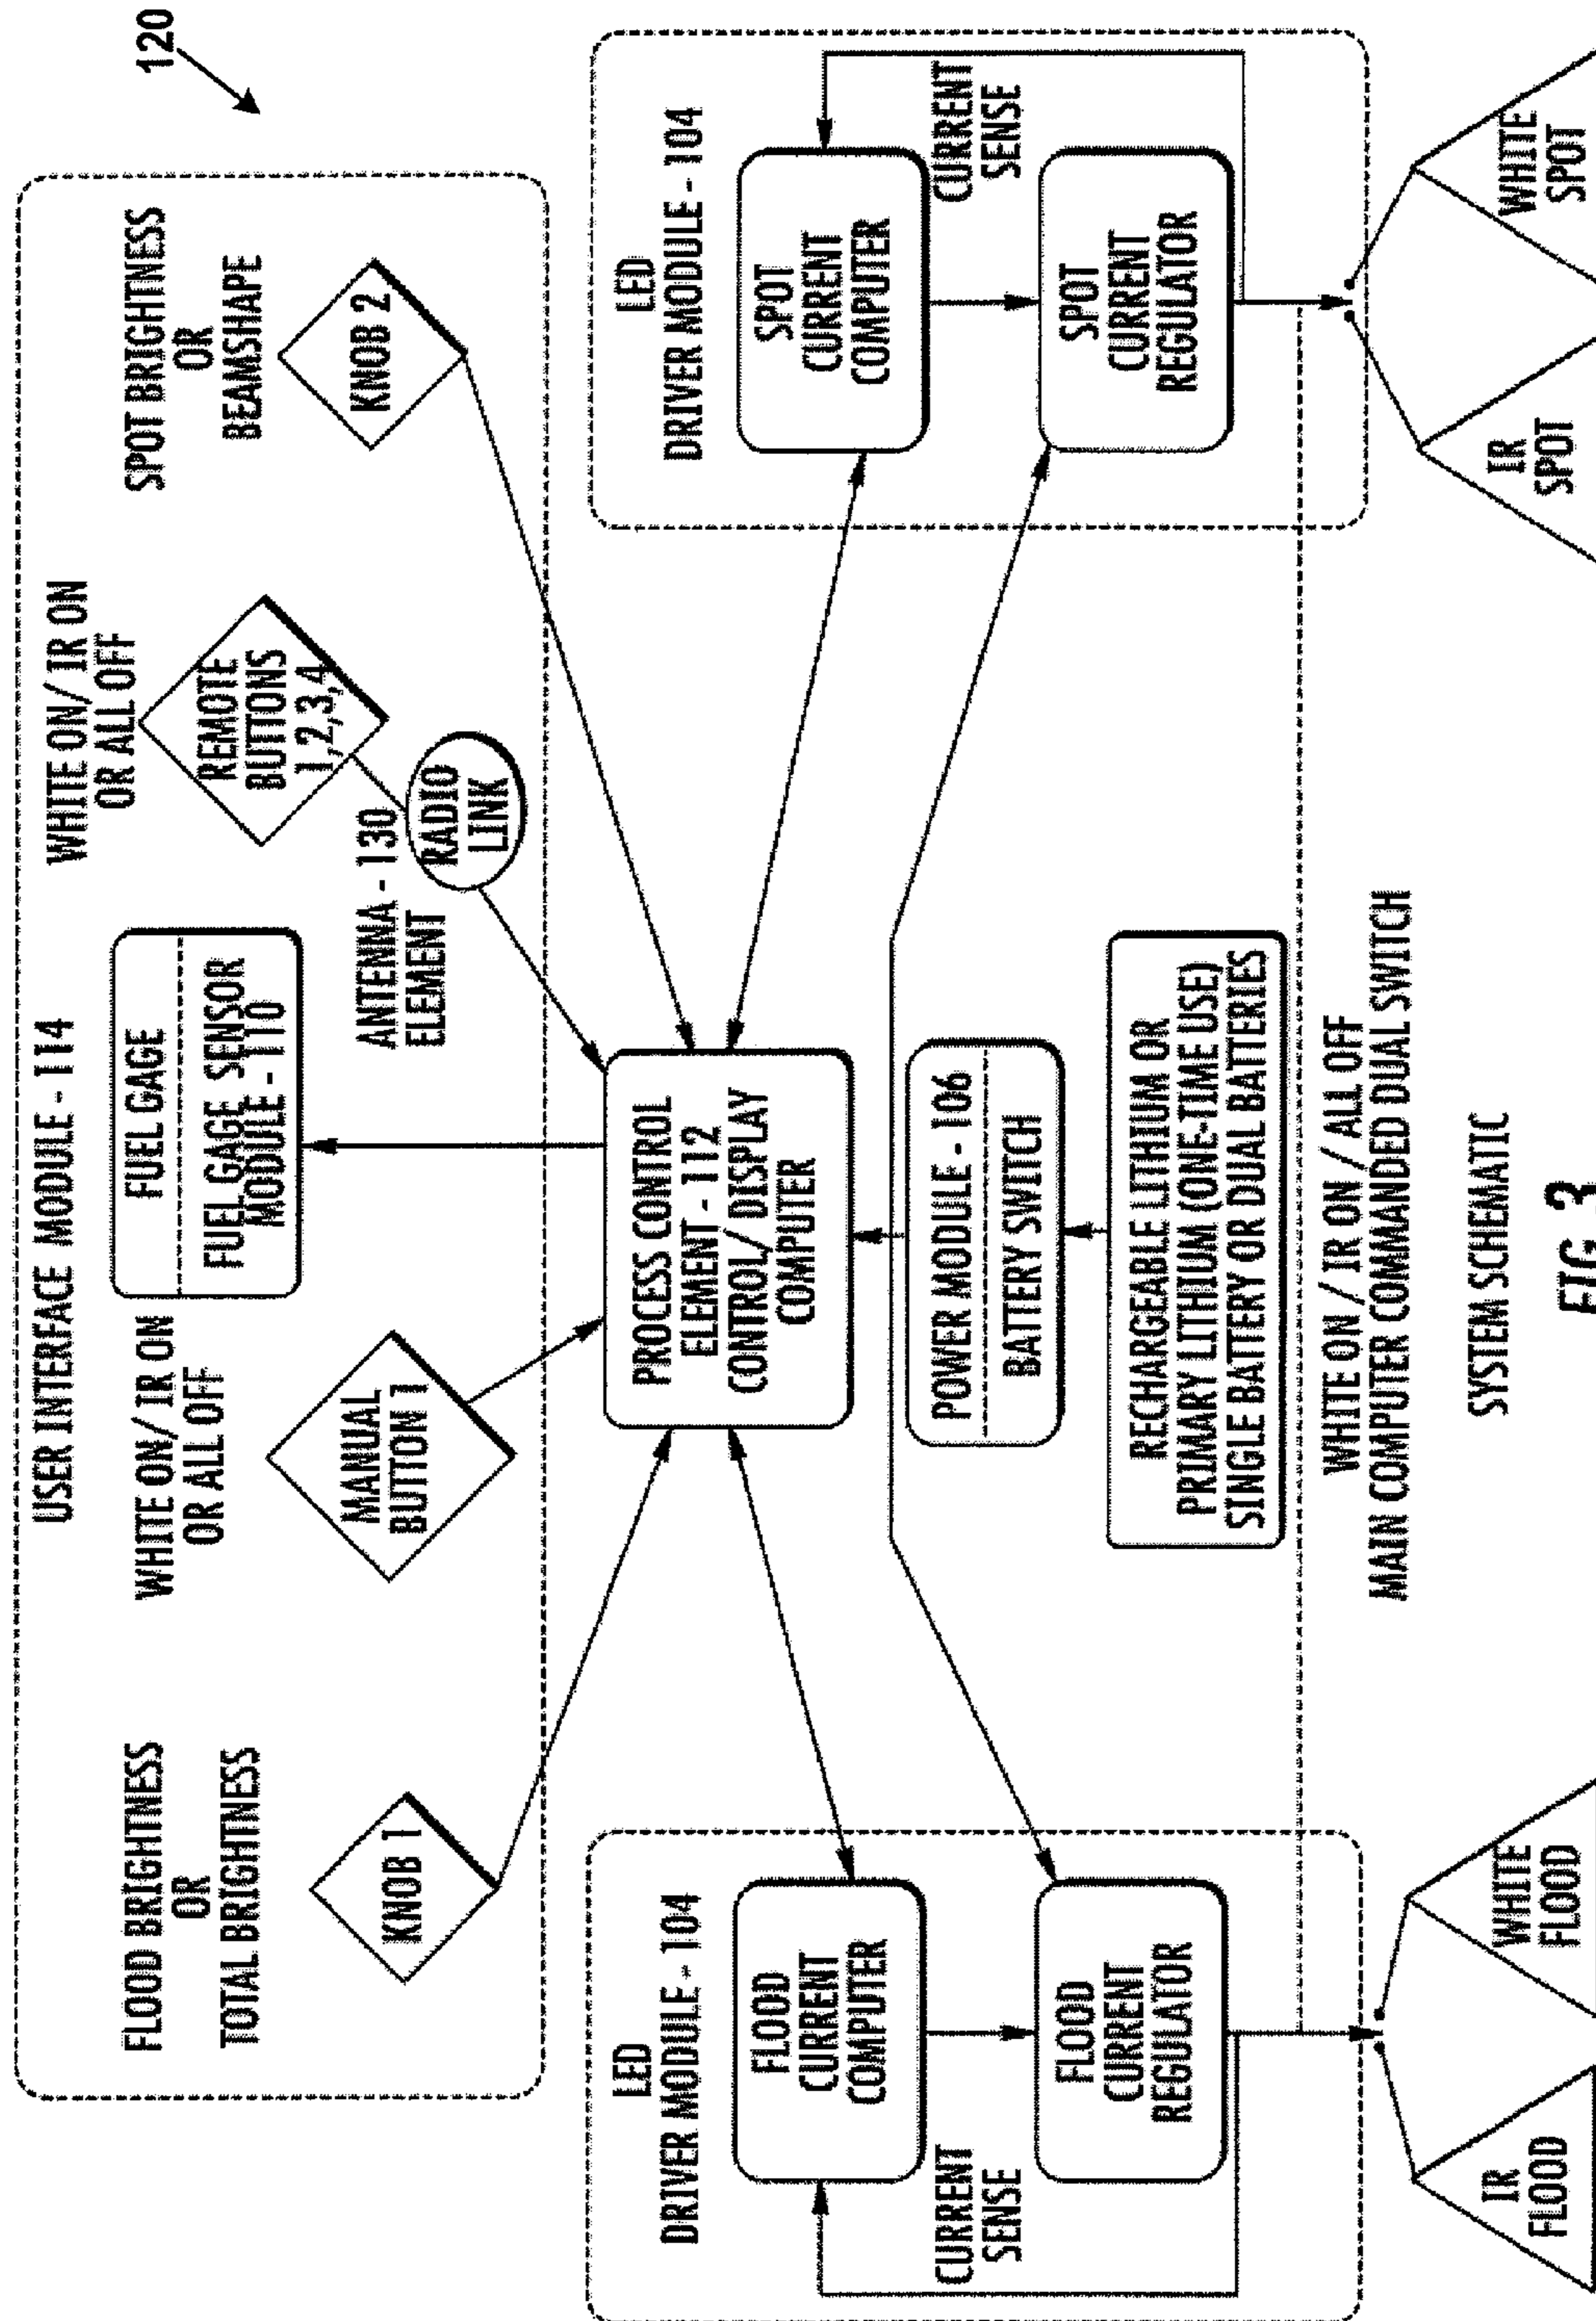 120
USER INTERFACE MODULE - 114
FLOOD BRIGHTNESS
OR
TOTAL BRIGHTNESS
KNOB 1
WHITE ON/ IR ON
OR ALL OFF
MANUAL
BUTTON 1
FUEL GAGE
FUEL GAGE SENSOR
MODULE - 110
WHITE ON/ IR ON
OR ALL OFF
REMOTE
BUTTONS
1,2,3,4
ANTENNA - 130
ELEMENT
RADIO
LINK
SPOT BRIGHTNESS
OR
BEAMSHAPE
KNOB 2
LED
DRIVER MODULE - 104
FLOOD
CURRENT
COMPUTER
CURRENT
SENSE
FLOOD
CURRENT
REGULATOR
PROCESS CONTROL
ELEMENT - 112
CONTROL/ DISPLAY
COMPUTER
POWER MODULE - 106
BATTERY SWITCH
RECHARGEABLE LITHIUM OR
PRIMARY LITHIUM (ONE-TIME USE)
SINGLE BATTERY OR DUAL BATTERIES
LED
DRIVER MODULE - 104
SPOT
CURRENT
COMPUTER
CURRENT
SENSE
SPOT
CURRENT
REGULATOR
WHITE ON / IR ON / ALL OFF
MAIN COMPUTER COMMANDED DUAL SWITCH
IR
FLOOD
WHITE
FLOOD
IR
SPOT
WHITE
SPOT
SYSTEM SCHEMATIC
FIG. 3